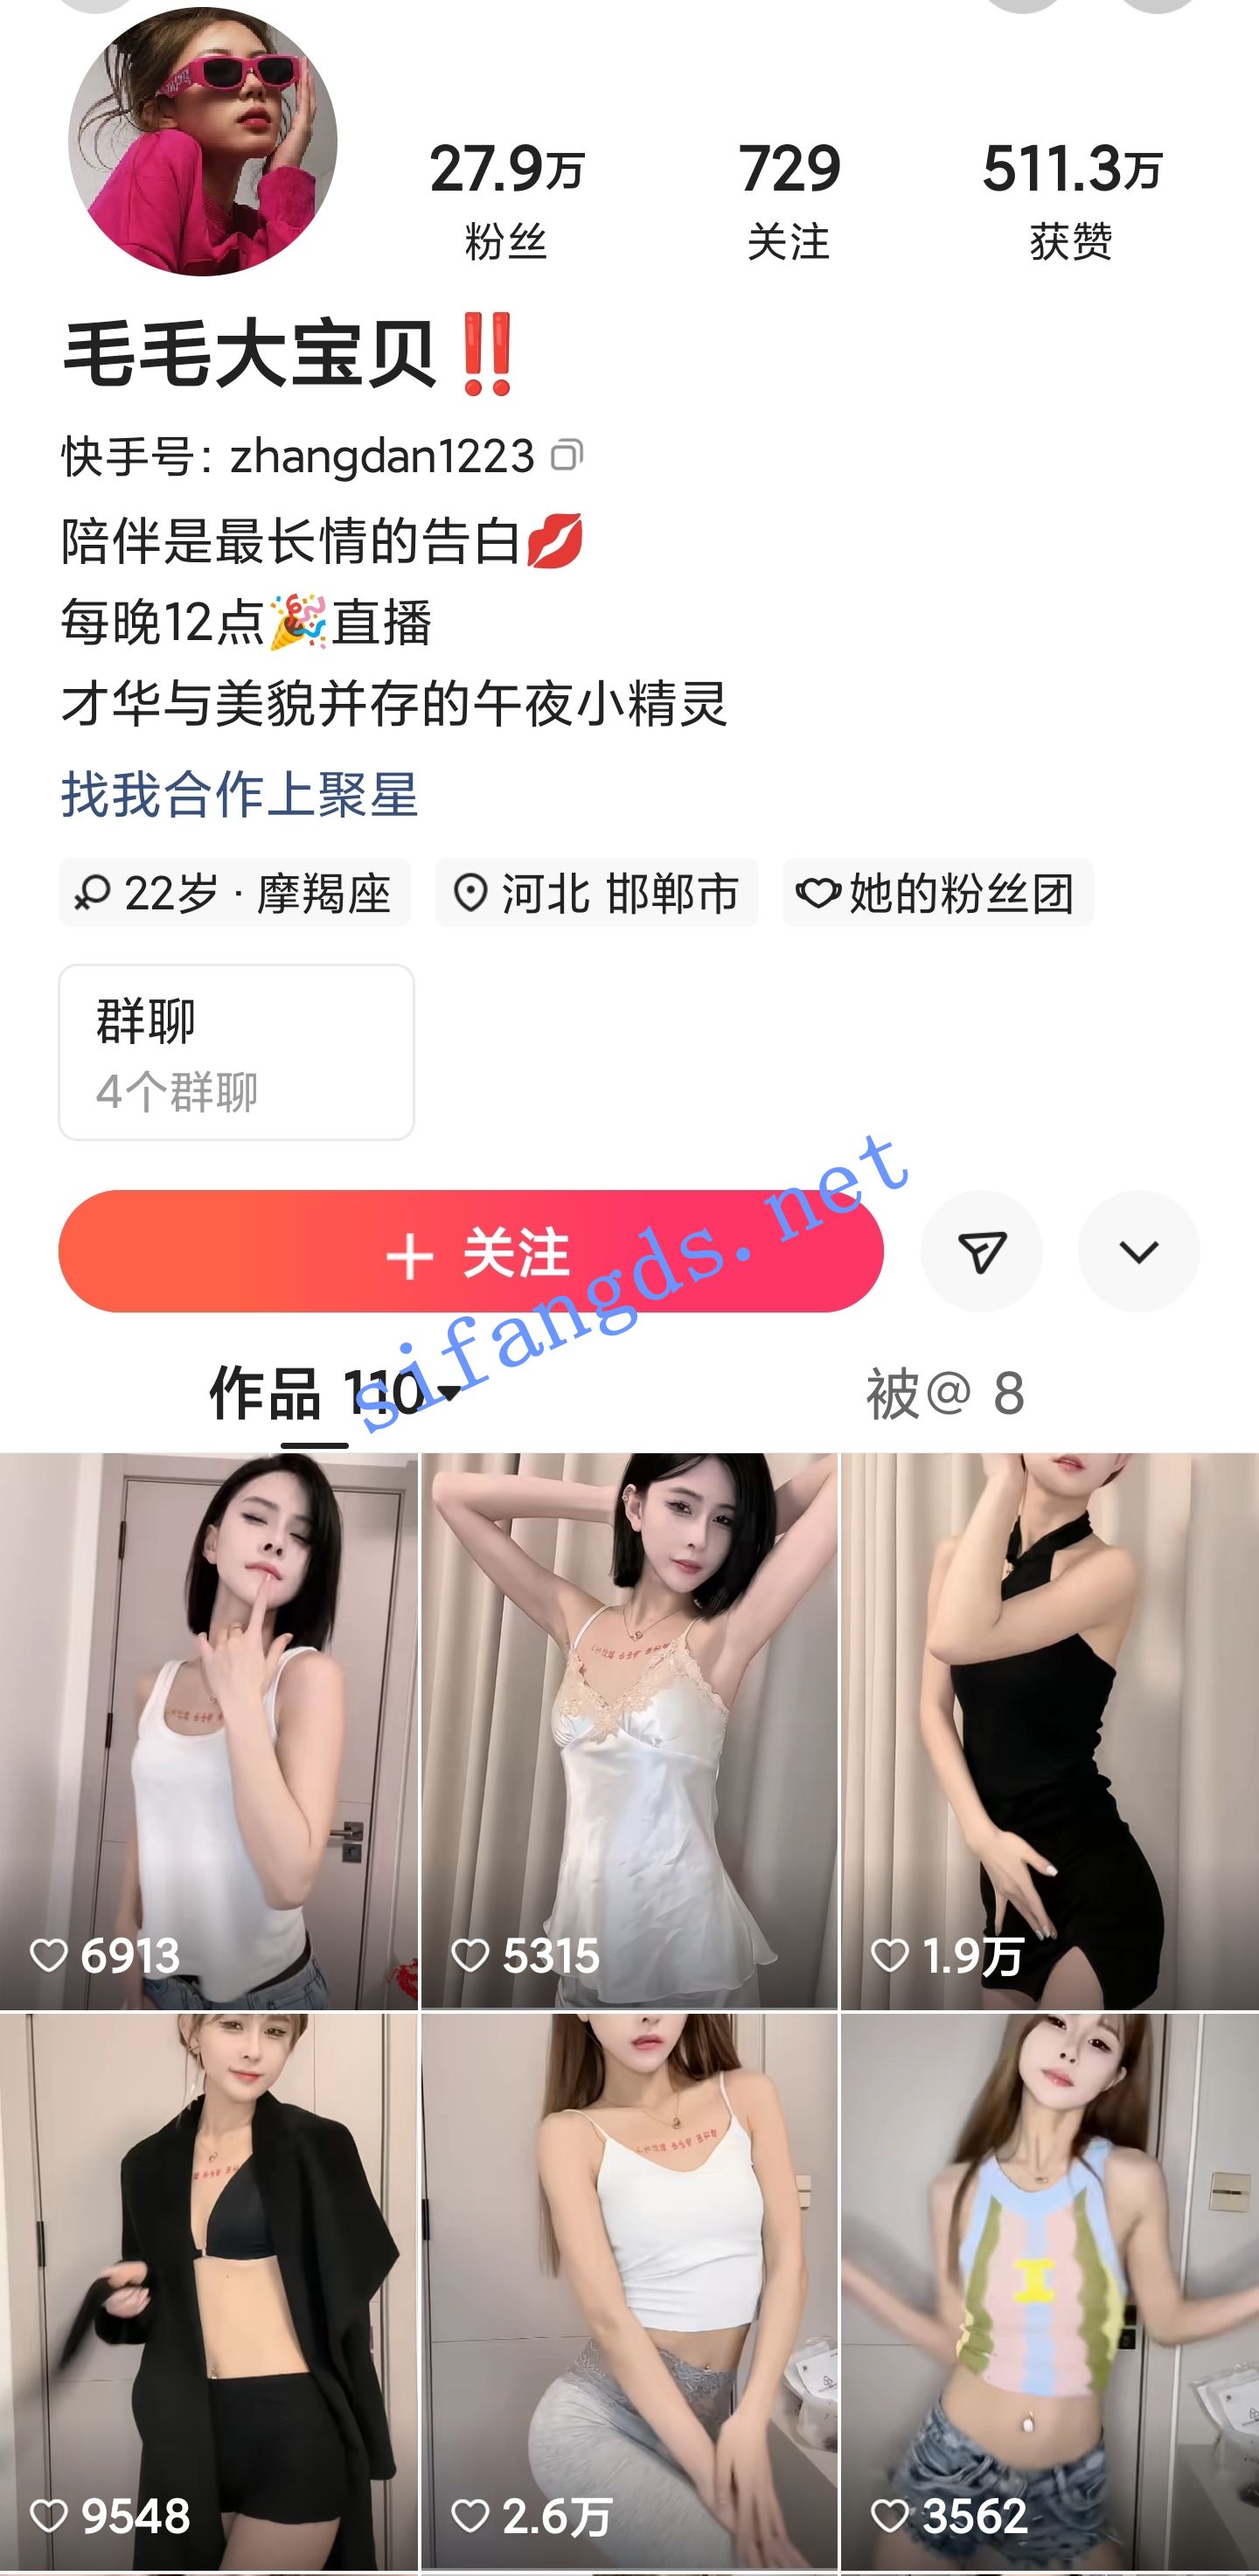 27.9万 729 511.3万
粉丝 关注 获赞
毛毛大宝贝‼️
快手号: zhangdan1223
陪伴是最长情的告白💋
每晚12点🎉直播
才华与美貌并存的午夜小精灵
找我合作上聚星
22岁 · 摩羯座 河北 邯郸市 她的粉丝团
群聊
4个群聊
+ 关注
sifangds.net
作品 110 被@ 8
6913 5315 1.9万
9548 2.6万 3562